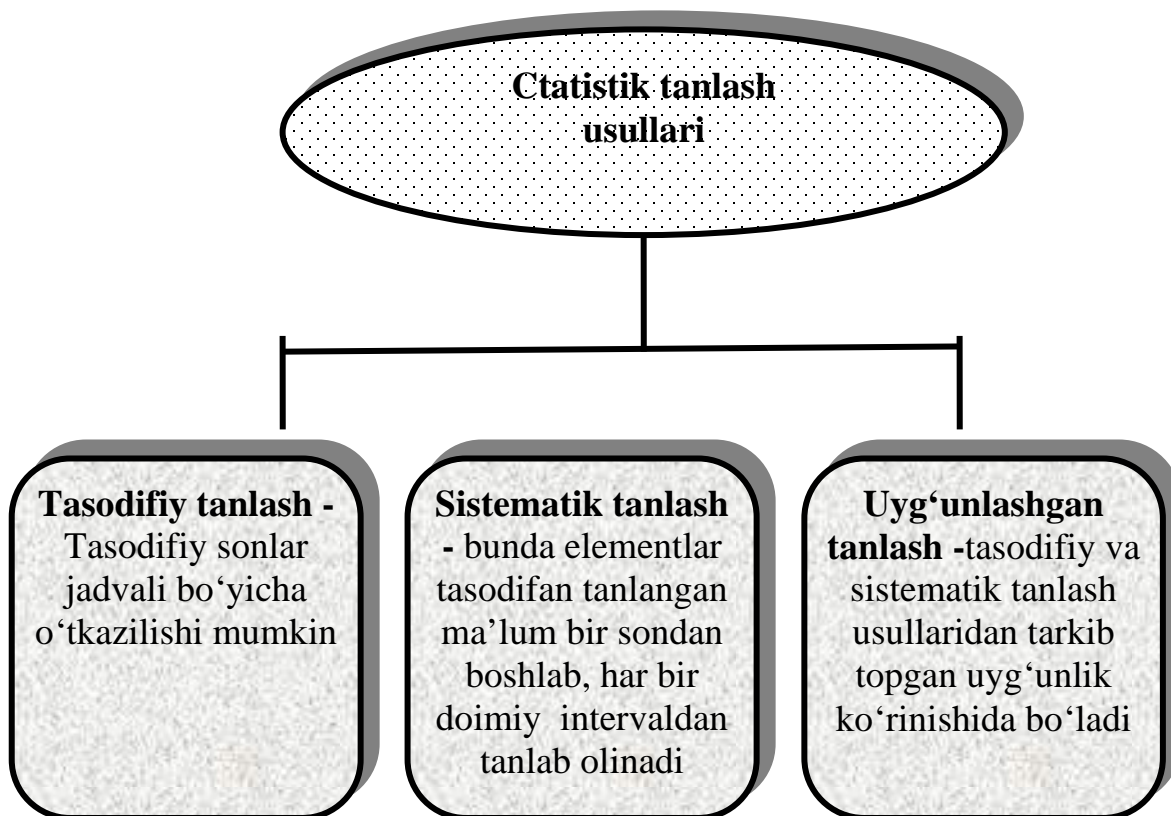 Ctatistik tanlash
usullari
Tasodifiy tanlash -
Tasodifiy sonlar
jadvali bo‘yicha
o‘tkazilishi mumkin
Sistematik tanlash
- bunda elementlar
tasodifan tanlangan
ma’lum bir sondan
boshlab, har bir
doimiy intervaldan
tanlab olinadi
Uyg‘unlashgan
tanlash -tasodifiy va
sistematik tanlash
usullaridan tarkib
topgan uyg‘unlik
ko‘rinishida bo‘ladi